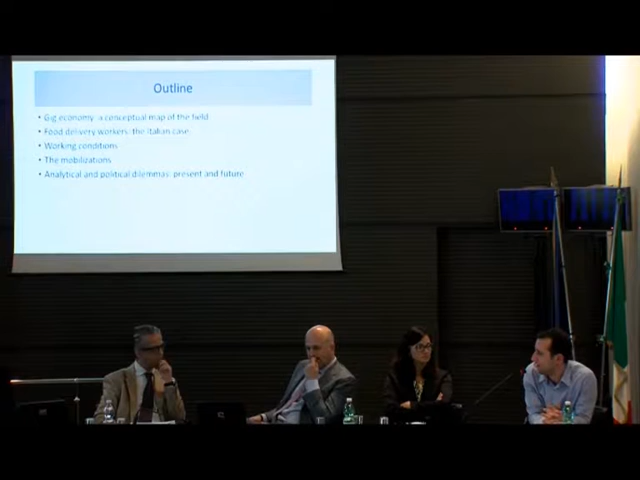 Outline
• Gig economy: a conceptual map of the field
• Food delivery workers: the Italian case
• Working conditions
• The mobilizations
• Analytical and political dilemmas: present and future